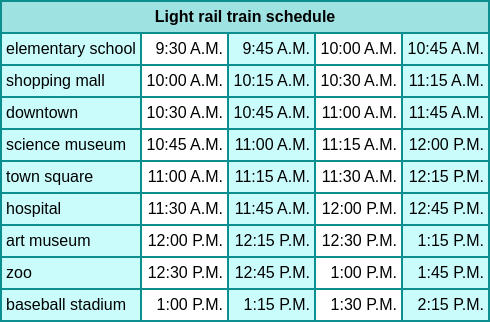 Light rail train schedule
elementary school 9:30 A.M. 9:45 A.M. 10:00 A.M. 10:45 A.M.
shopping mall 10:00 A.M. 10:15 A.M. 10:30 A.M. 11:15 A.M.
downtown 10:30 A.M. 10:45 A.M. 11:00 A.M. 11:45 A.M.
science museum 10:45 A.M. 11:00 A.M. 11:15 A.M. 12:00 P.M.
town square 11:00 A.M. 11:15 A.M. 11:30 A.M. 12:15 P.M.
hospital 11:30 A.M. 11:45 A.M. 12:00 P.M. 12:45 P.M.
art museum 12:00 P.M. 12:15 P.M. 12:30 P.M. 1:15 P.M.
zoo 12:30 P.M. 12:45 P.M. 1:00 P.M. 1:45 P.M.
baseball stadium 1:00 P.M. 1:15 P.M. 1:30 P.M. 2:15 P.M.